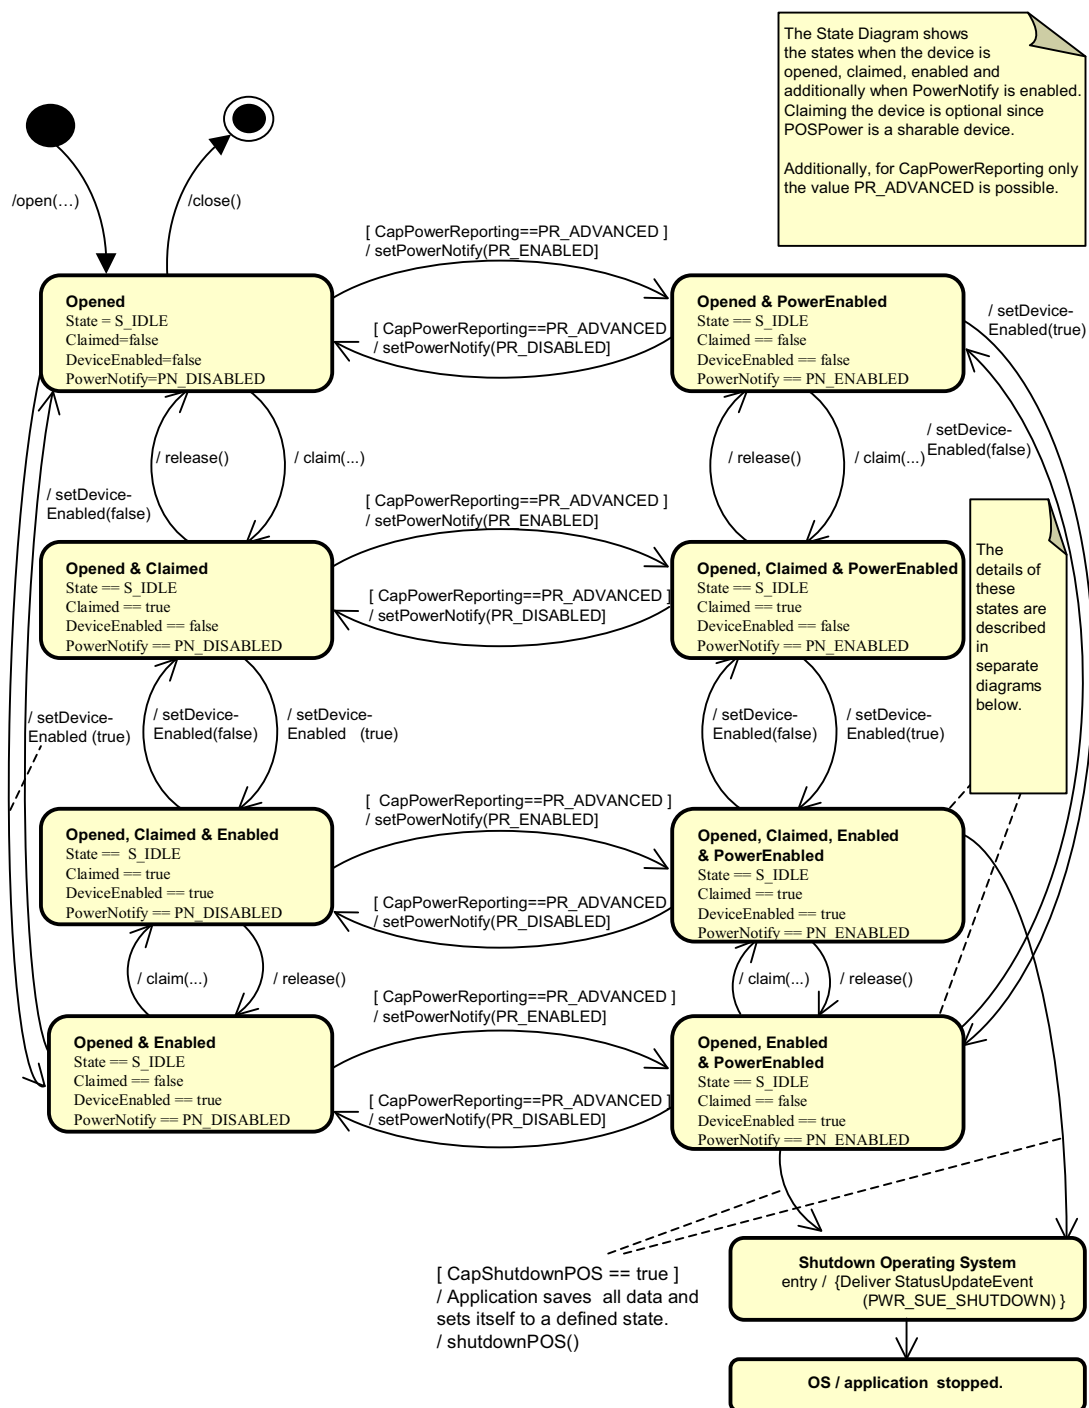 The State Diagram shows
the states when the device is
opened, claimed, enabled and
additionally when PowerNotify is enabled.
Claiming the device is optional since
POSPower is a sharable device.
Additionally, for CapPowerReporting only
the value PR_ADVANCED is possible.
/open(…)
/close()
[ CapPowerReporting==PR_ADVANCED ]
/ setPowerNotify(PR_ENABLED]
Opened
State = S_IDLE
Claimed=false
DeviceEnabled=false
PowerNotify=PN_DISABLED
[ CapPowerReporting==PR_ADVANCED
/ setPowerNotify(PR_DISABLED]
Opened & PowerEnabled
State == S_IDLE
Claimed == false
DeviceEnabled == false
PowerNotify == PN_ENABLED
/ setDevice-
Enabled(true)
/ setDevice-
Enabled(false)
/ release()
/ claim(...)
/ release()
/ claim(...)
/ setDevice-
Enabled(false)
[ CapPowerReporting==PR_ADVANCED ]
/ setPowerNotify(PR_ENABLED]
Opened & Claimed
State == S_IDLE
Claimed == true
DeviceEnabled == false
PowerNotify == PN_DISABLED
[ CapPowerReporting==PR_ADVANCED ]
/ setPowerNotify(PR_DISABLED]
Opened, Claimed & PowerEnabled
State == S_IDLE
Claimed == true
DeviceEnabled == false
PowerNotify == PN_ENABLED
The
details of
these
states are
described
in
separate
diagrams
below.
/ setDevice-
Enabled (true)
/ setDevice-
Enabled(false)
/ setDevice-
Enabled (true)
/ setDevice-
Enabled(false)
/ setDevice-
Enabled(true)
[ CapPowerReporting==PR_ADVANCED ]
/ setPowerNotify(PR_ENABLED]
Opened, Claimed & Enabled
State == S_IDLE
Claimed == true
DeviceEnabled == true
PowerNotify == PN_DISABLED
[ CapPowerReporting==PR_ADVANCED
/ setPowerNotify(PR_DISABLED]
Opened, Claimed, Enabled
& PowerEnabled
State == S_IDLE
Claimed == true
DeviceEnabled == true
PowerNotify == PN_ENABLED
/ claim(...)
/ release()
/ claim(...)
/ release()
[ CapPowerReporting==PR_ADVANCED ]
/ setPowerNotify(PR_ENABLED]
Opened & Enabled
State == S_IDLE
Claimed == false
DeviceEnabled == true
PowerNotify == PN_DISABLED
[ CapPowerReporting==PR_ADVANCED ]
/ setPowerNotify(PR_DISABLED]
Opened, Enabled
& PowerEnabled
State == S_IDLE
Claimed == false
DeviceEnabled == true
PowerNotify == PN_ENABLED
[ CapShutdownPOS == true ]
/ Application saves all data and
sets itself to a defined state.
/ shutdownPOS()
Shutdown Operating System
entry / {Deliver StatusUpdateEvent
(PWR_SUE_SHUTDOWN) }
OS / application stopped.